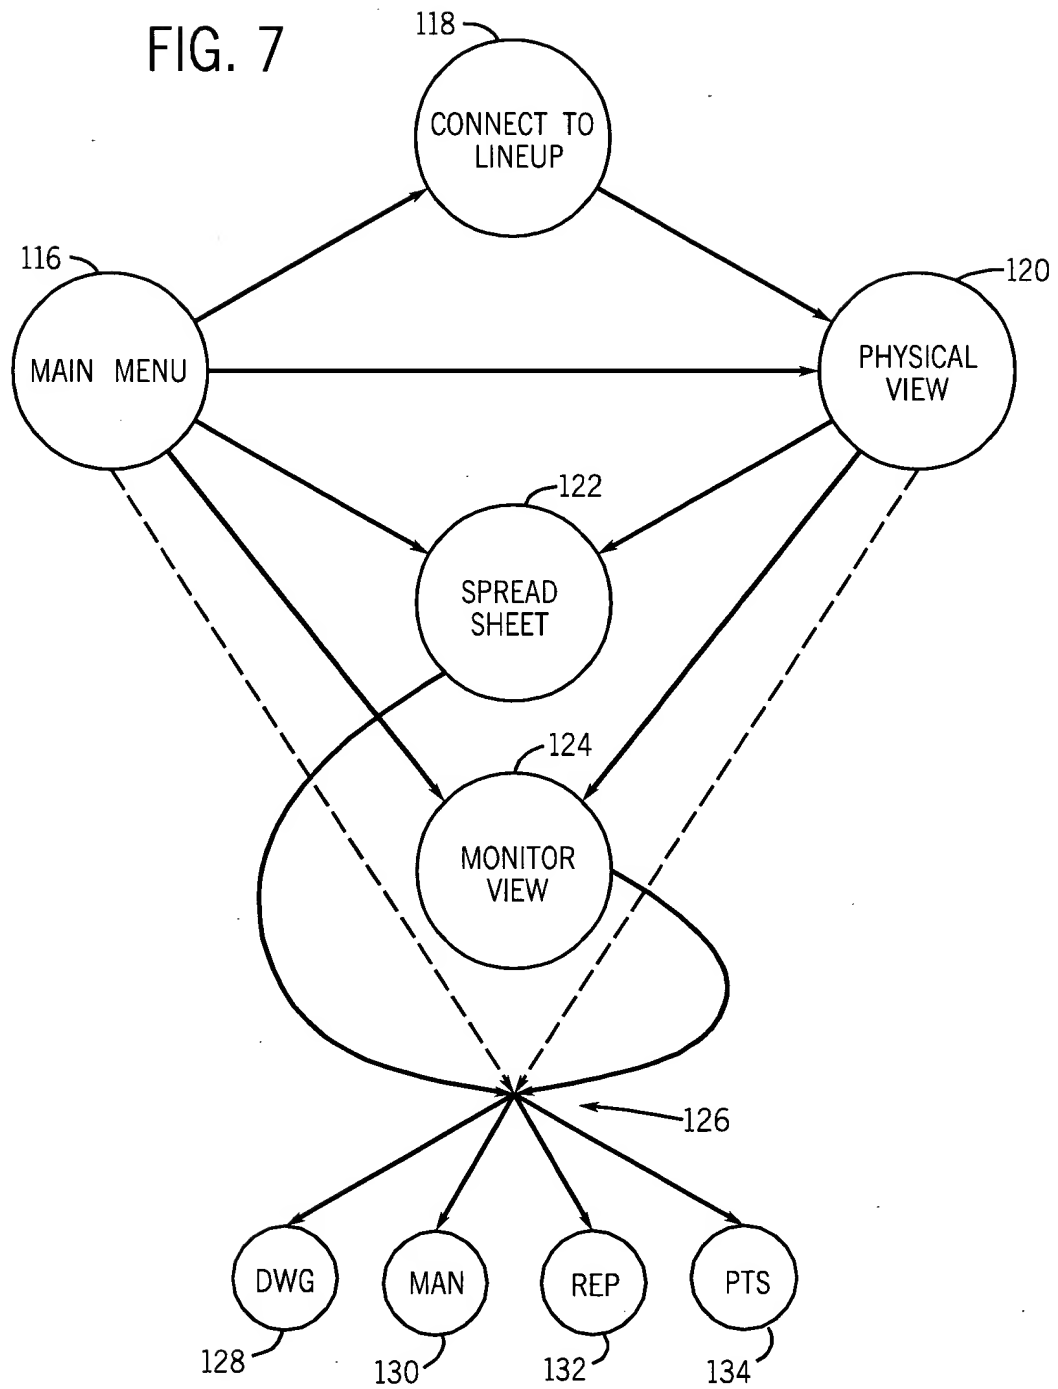 FIG. 7
118
CONNECT TO
LINEUP
116
MAIN MENU
120
PHYSICAL
VIEW
122
SPREAD
SHEET
124
MONITOR
VIEW
126
DWG
MAN
REP
PTS
128
130
132
134